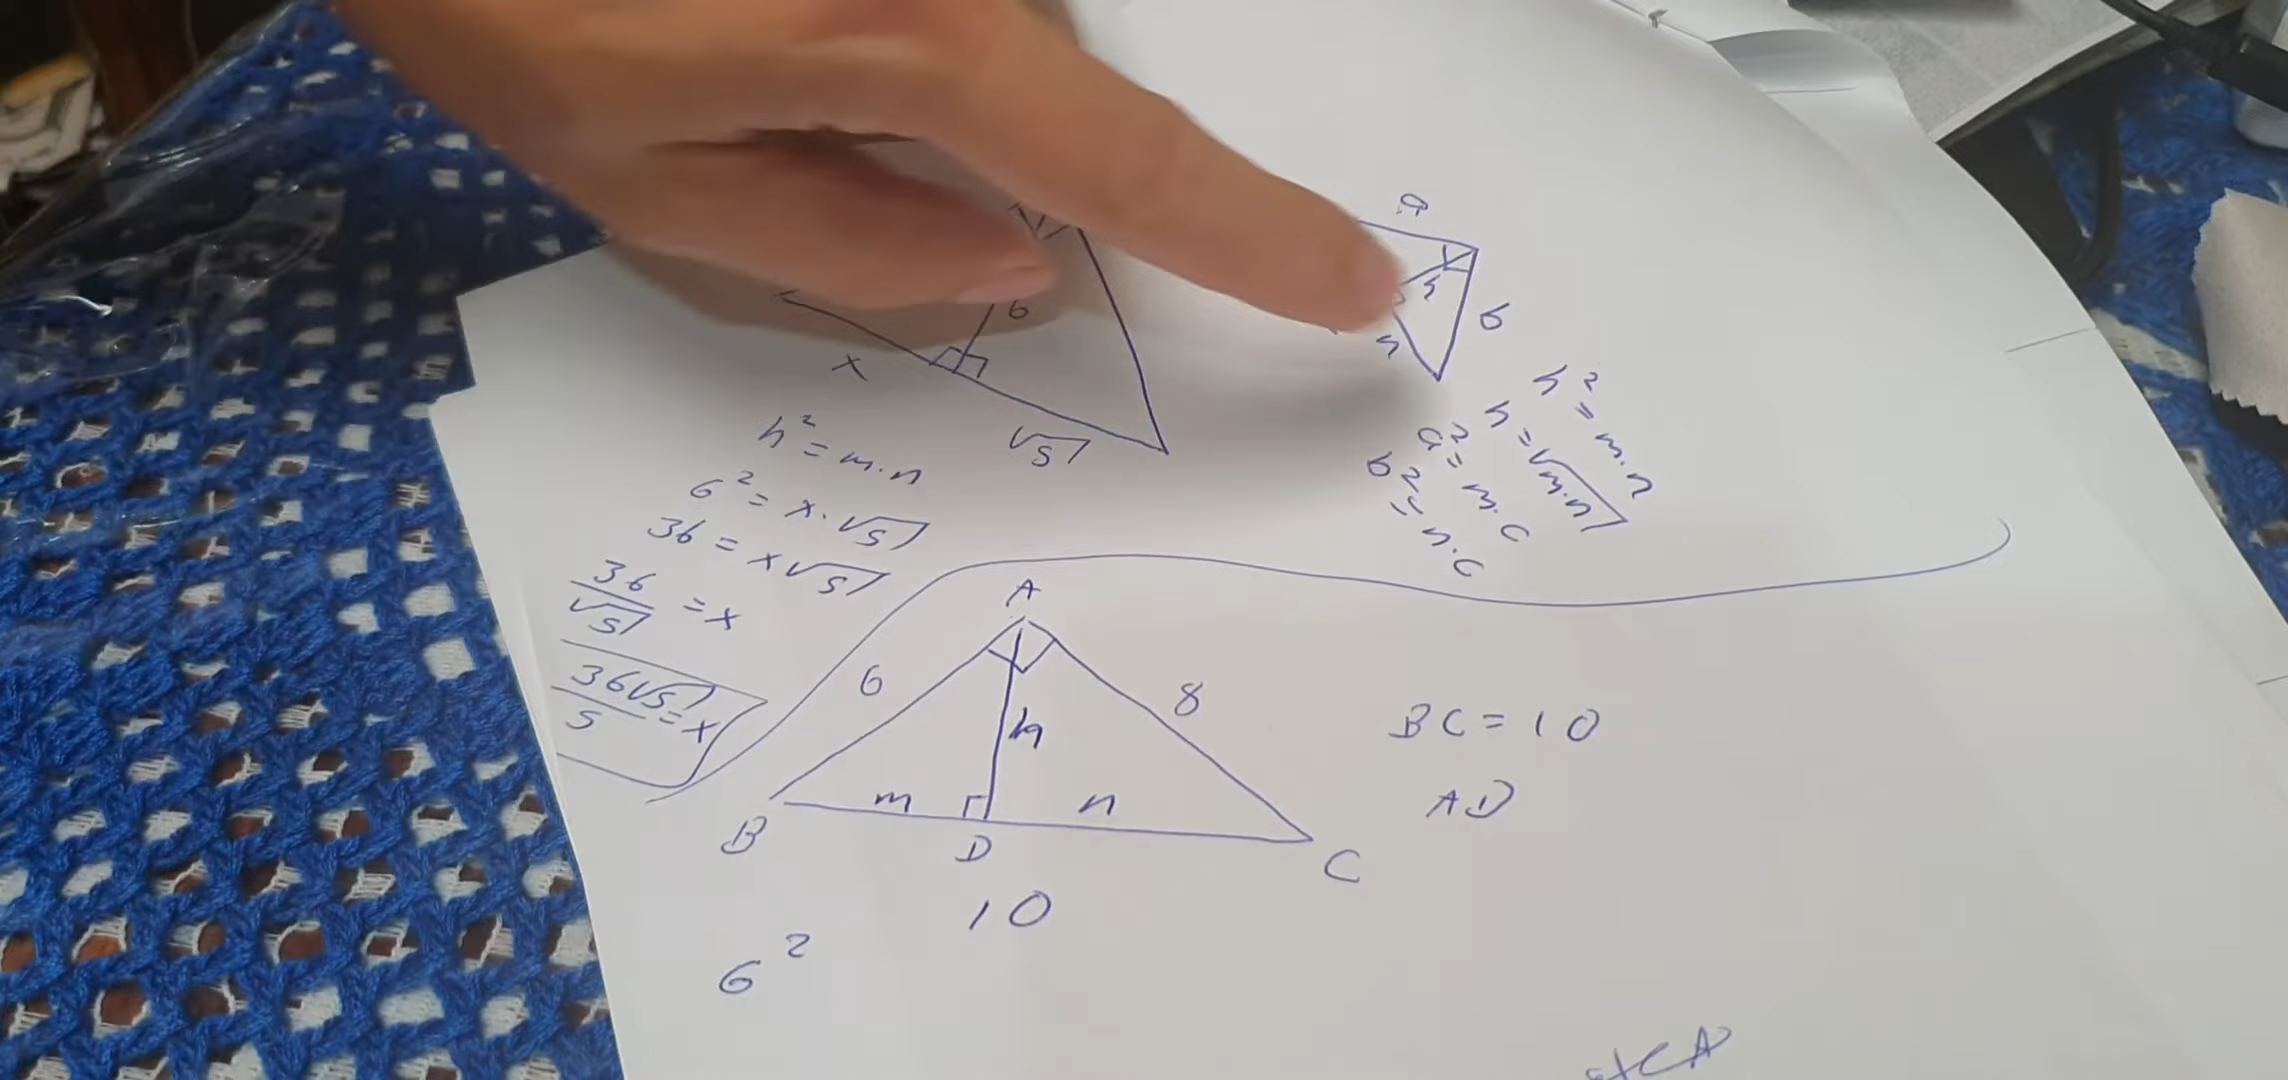 a
b
h
n
6
x
√5
h² = m.n
6² = x.√5
36 = x√5
36/√5 = x
36√5/5 = x
h² = m.n
h = √m.n
a² = m.c
b² = n.c
A
6
8
h
m
n
B
D
C
10
BC = 10
AD
6²